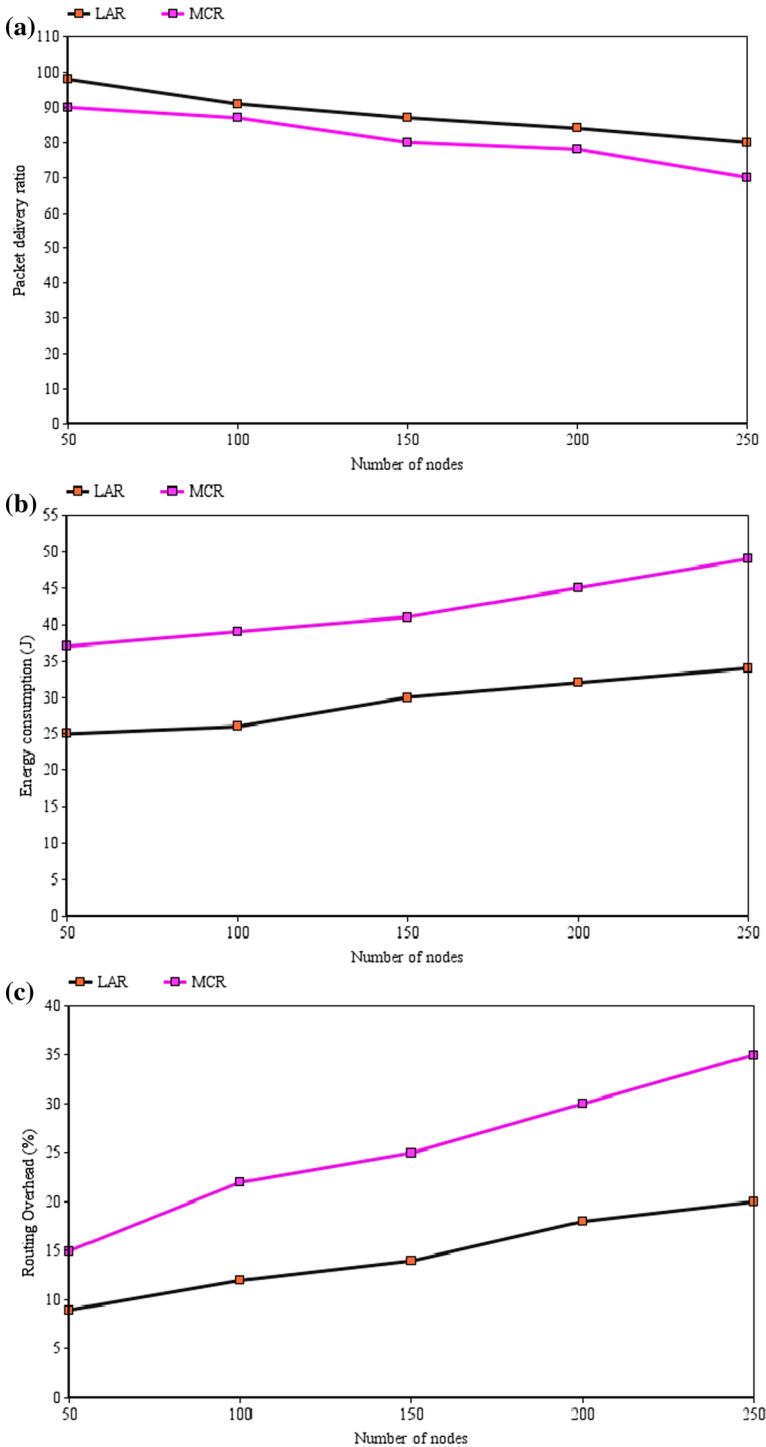 (a)
LAR MCR
110
100
90
80
70
60
50
40
30
20
10
0
Packet delivery ratio
50 100 150 200 250
Number of nodes
(b)
LAR MCR
55
50
45
40
35
30
25
20
15
10
5
0
Energy consumption (J)
50 100 150 200 250
Number of nodes
(c)
LAR MCR
40
35
30
25
20
15
10
5
0
Routing Overhead (%)
50 100 150 200 250
Number of nodes